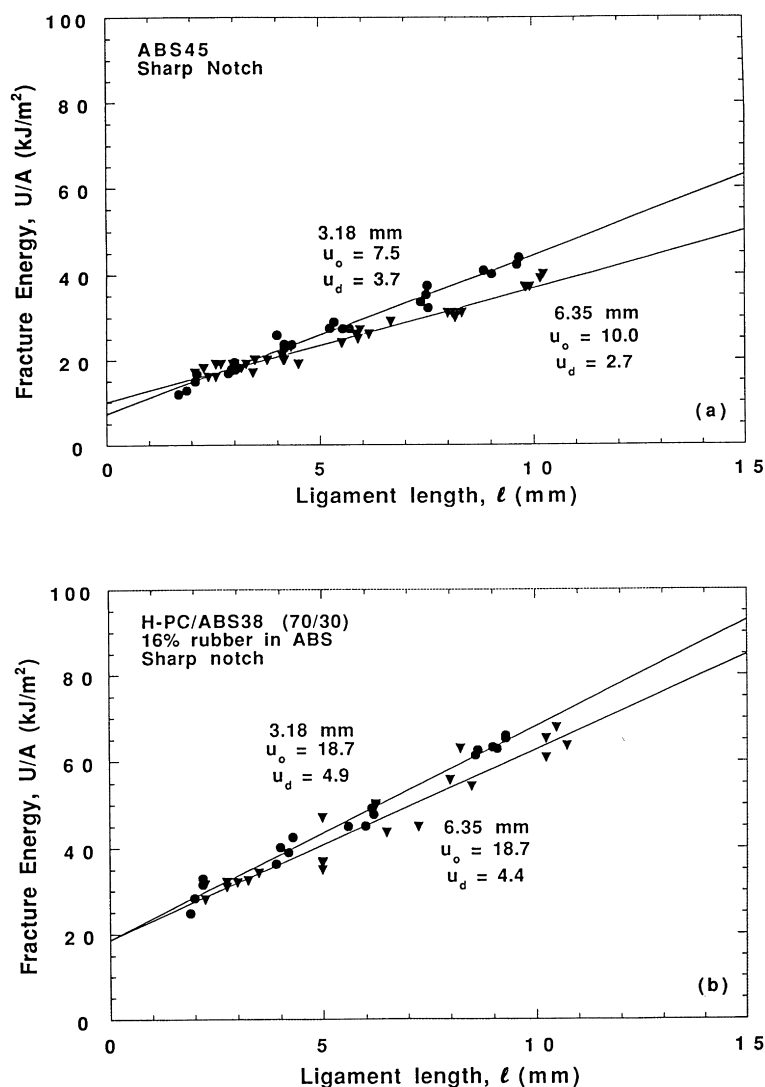 100
80
60
40
20
0
Fracture Energy, U/A (kJ/m²)
ABS45
Sharp Notch
3.18 mm
u_o = 7.5
u_d = 3.7
6.35 mm
u_o = 10.0
u_d = 2.7
(a)
0 5 10 15
Ligament length, ℓ (mm)
100
80
60
40
20
0
Fracture Energy, U/A (kJ/m²)
H-PC/ABS38 (70/30)
16% rubber in ABS
Sharp notch
3.18 mm
u_o = 18.7
u_d = 4.9
6.35 mm
u_o = 18.7
u_d = 4.4
(b)
0 5 10 15
Ligament length, ℓ (mm)